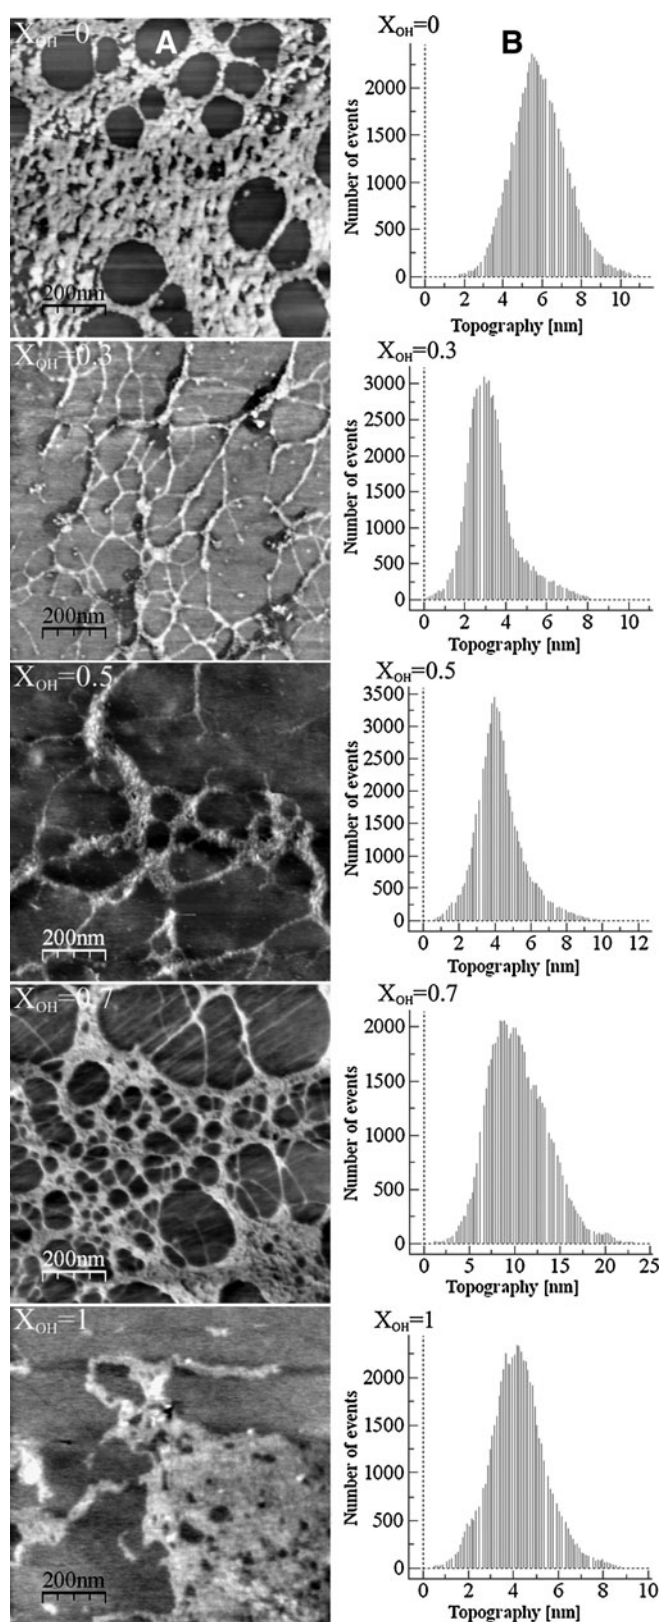 X_OH=0 A
200nm
X_OH=0.3
200nm
X_OH=0.5
200nm
X_OH=0.7
200nm
X_OH=1
200nm
X_OH=0 B
Number of events
2000
1500
1000
500
0
0 2 4 6 8 10
Topography [nm]
X_OH=0.3
Number of events
3000
2500
2000
1500
1000
500
0
0 2 4 6 8 10
Topography [nm]
X_OH=0.5
Number of events
3500
3000
2500
2000
1500
1000
500
0
0 2 4 6 8 10 12
Topography [nm]
X_OH=0.7
Number of events
2000
1500
1000
500
0
0 5 10 15 20 25
Topography [nm]
X_OH=1
Number of events
2000
1500
1000
500
0
0 2 4 6 8 10
Topography [nm]